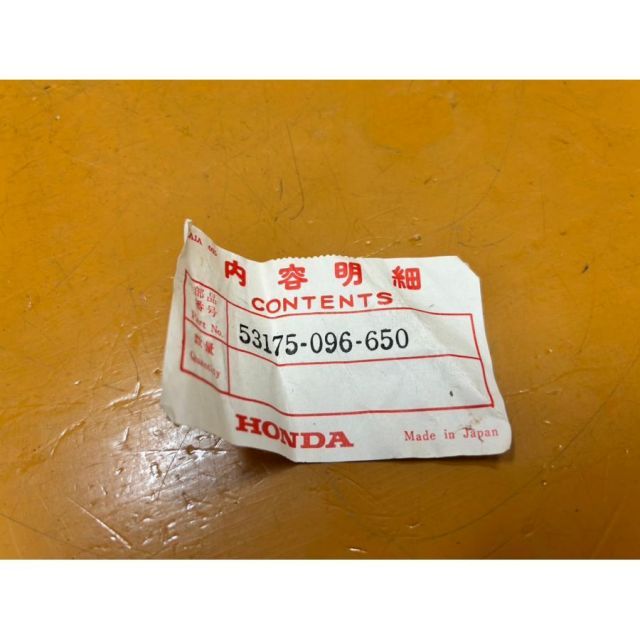 内容明細
CONTENTS
部品番号
Part No.
53175-096-650
数量
Quantity
HONDA
Made in Japan